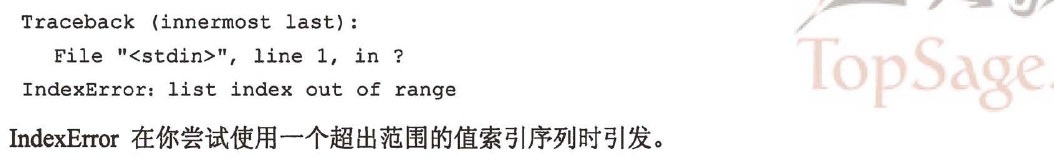 Traceback (innermost last):
File "<stdin>", line 1, in ?
IndexError: list index out of range
IndexError 在你尝试使用一个超出范围的值索引序列时引发。
TopSage.